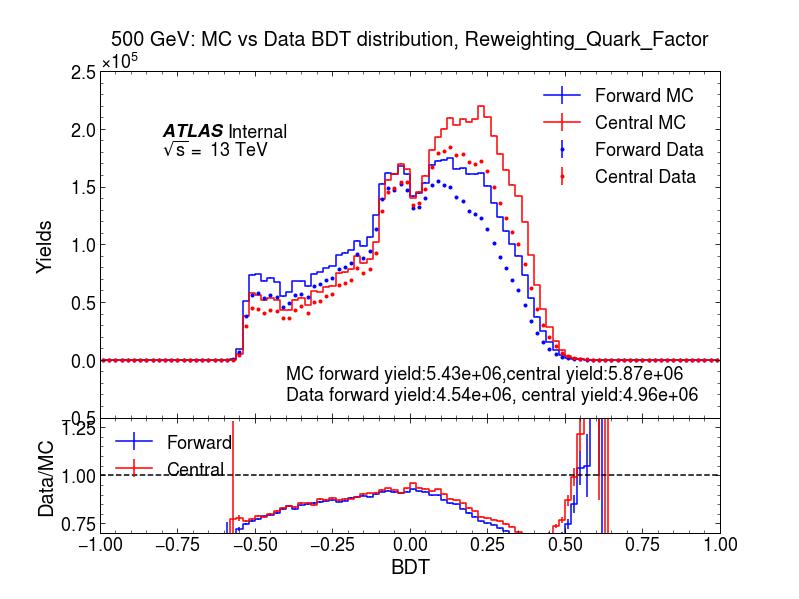 500 GeV: MC vs Data BDT distribution, Reweighting_Quark_Factor
×10⁵
2.5
2.0
1.5
1.0
0.5
0.0
Yields
ATLAS Internal
√s = 13 TeV
Forward MC
Central MC
Forward Data
Central Data
MC forward yield:5.43e+06,central yield:5.87e+06
Data forward yield:4.54e+06, central yield:4.96e+06
1.25
1.00
0.75
Data/MC
Forward
Central
−1.00 −0.75 −0.50 −0.25 0.00 0.25 0.50 0.75 1.00
BDT